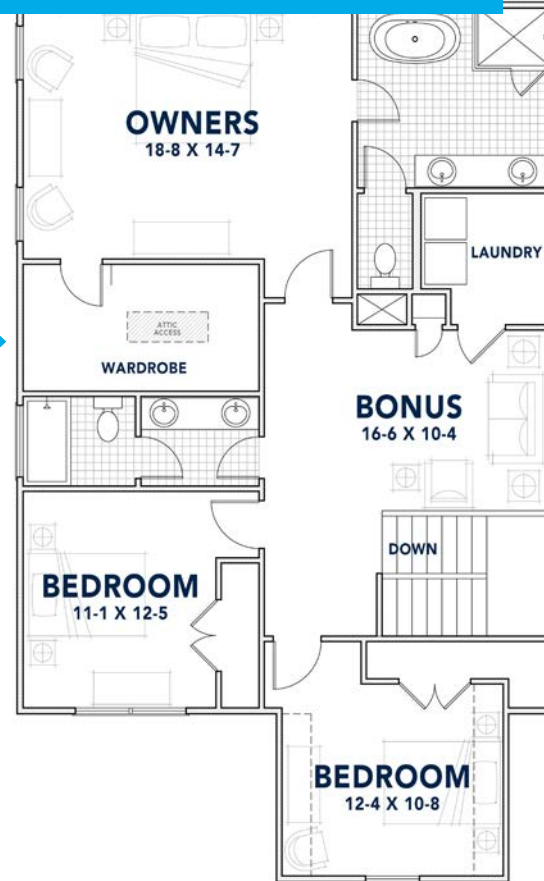 OWNERS
18-8 X 14-7
LAUNDRY
ATTIC
ACCESS
WARDROBE
BONUS
16-6 X 10-4
DOWN
BEDROOM
11-1 X 12-5
BEDROOM
12-4 X 10-8